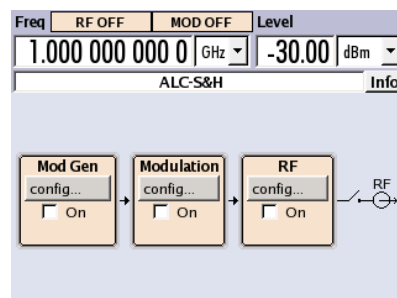 Freq RF OFF MOD OFF Level
1.000 000 000 0 GHz -30.00 dBm
ALC-S&H Info
Mod Gen Modulation RF
config... config... config... RF
On On On